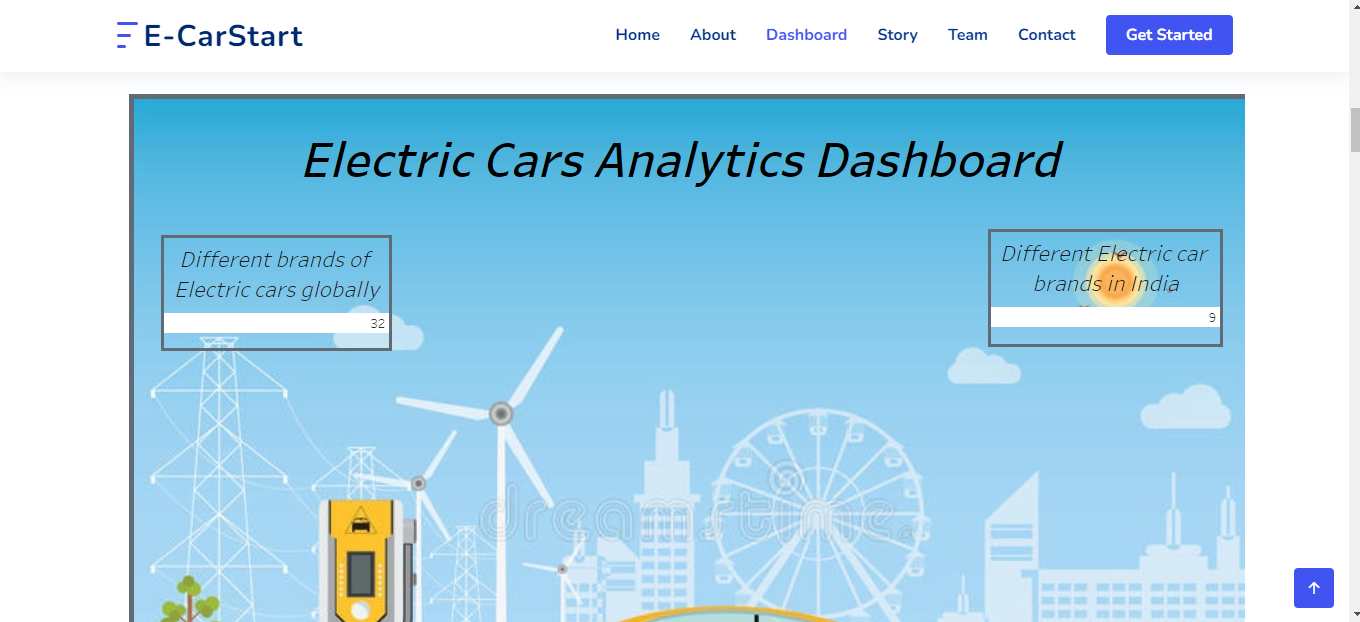 E-CarStart
Home About Dashboard Story Team Contact Get Started
Electric Cars Analytics Dashboard
Different brands of
Electric cars globally
32
Different Electric car
brands in India
9
dreamstime